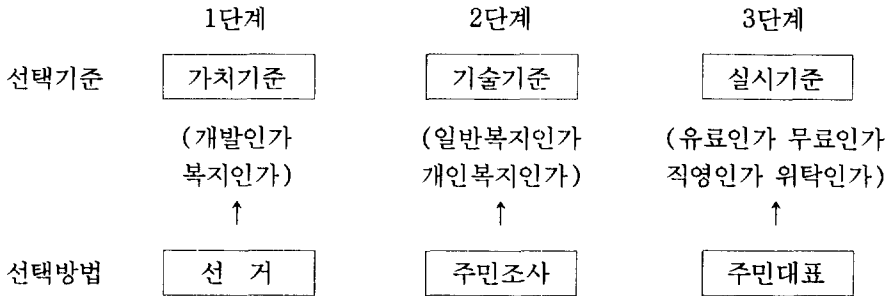 1단계 2단계 3단계
선택기준 가치기준 기술기준 실시기준
(개발인가 (일반복지인가 (유료인가 무료인가
복지인가) 개인복지인가) 직영인가 위탁인가)
↑ ↑ ↑
선택방법 선 거 주민조사 주민대표